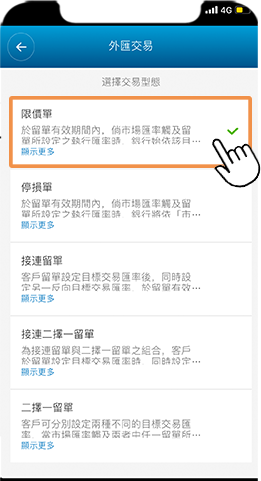 4G
外匯交易
選擇交易型態
限價單
於留單有效期間內，倘市場匯率觸及留
單所設定之執行匯率時，銀行始依該目…
顯示更多
停損單
於留單有效期間內，倘市場匯率觸及留
單所設定之執行匯率時，銀行將依「市…
顯示更多
接連留單
客戶留單設定目標交易匯率後，同時設
定另一反向目標交易匯率，於留單有效…
顯示更多
接連二擇一留單
為接連留單與二擇一留單之組合，客戶
於留單設定目標交易匯率時，同時設定…
顯示更多
二擇一留單
客戶可分別設定兩種不同的目標交易匯
率，當市場匯率觸及兩者中任一留單所…
顯示更多